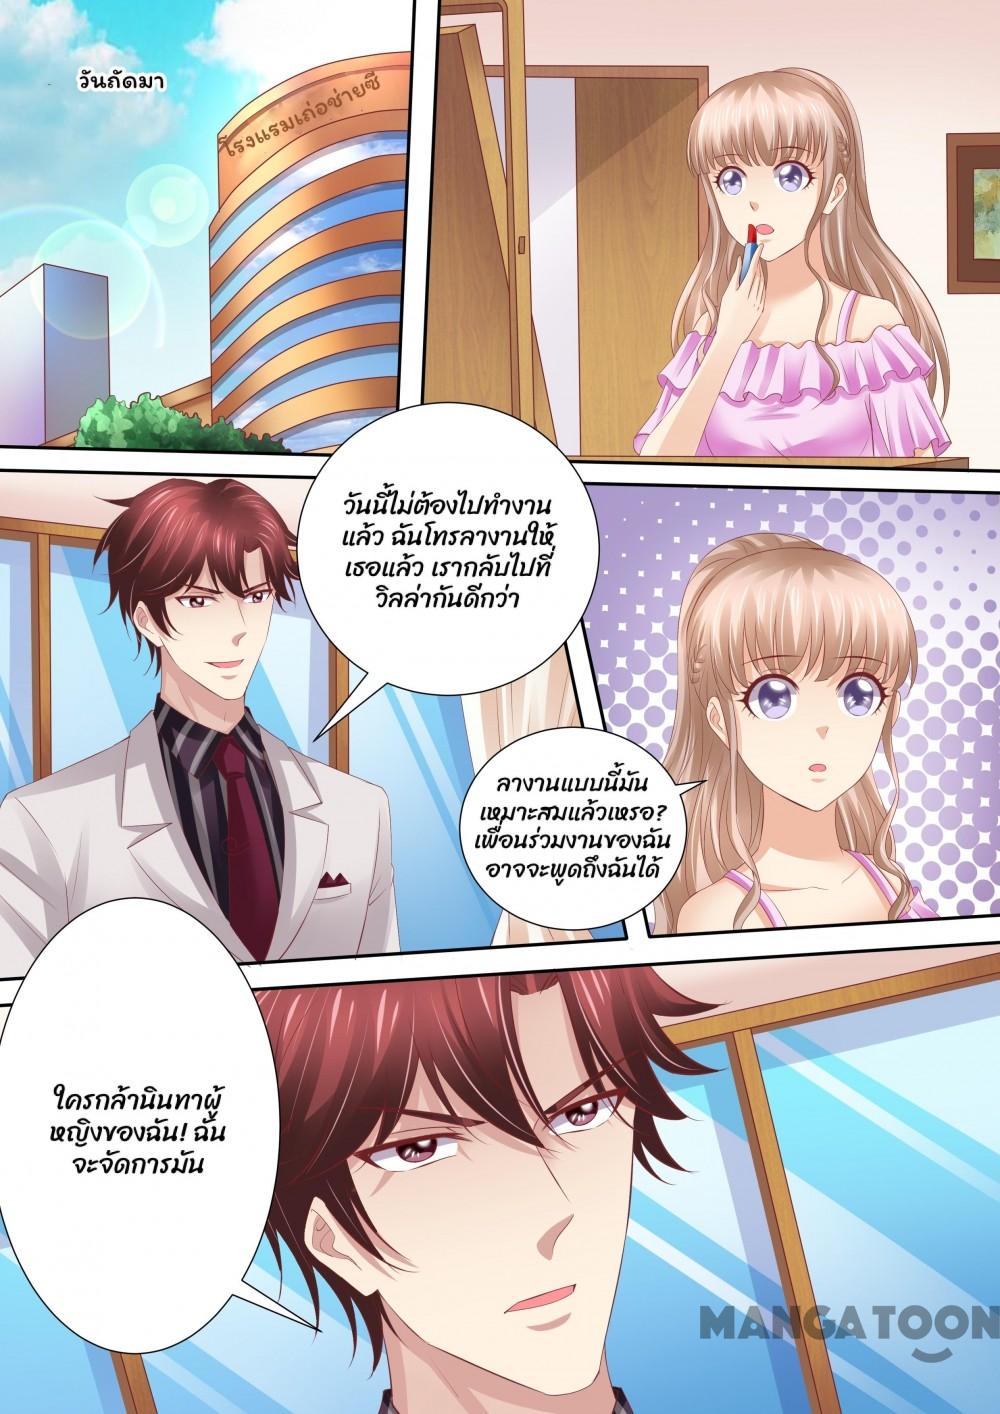 วันถัดมา
โรงแรมเถ่อช่ายซี
วันนี้ไม่ต้องไปทำงาน
แล้ว ฉันโทรลางานให้
เธอแล้ว เรากลับไปที่
วิลล่ากันดีกว่า
ลางานแบบนี้มัน
เหมาะสมแล้วเหรอ?
เพื่อนร่วมงานของฉัน
อาจจะพูดถึงฉันได้
ใครกล้านินทาผู้
หญิงของฉัน! ฉัน
จะจัดการมัน
MANGATOON